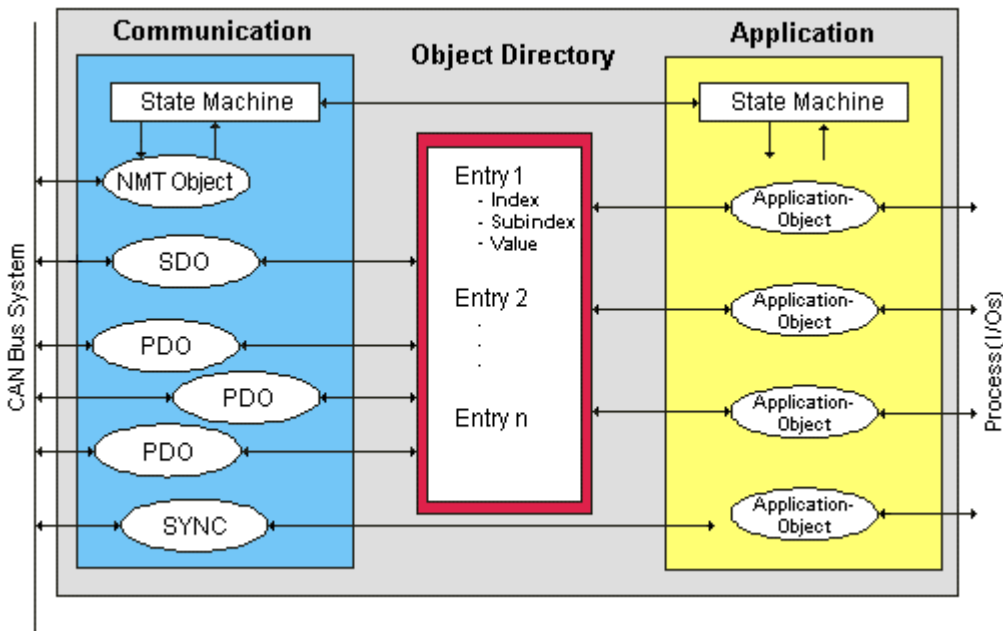 Communication
Object Directory
Application
State Machine
NMT Object
SDO
PDO
PDO
PDO
SYNC
Entry 1
- Index
- Subindex
- Value
Entry 2
.
.
.
Entry n
State Machine
Application-
Object
Application-
Object
Application-
Object
Application-
Object
CAN Bus System
Process(I/Os)